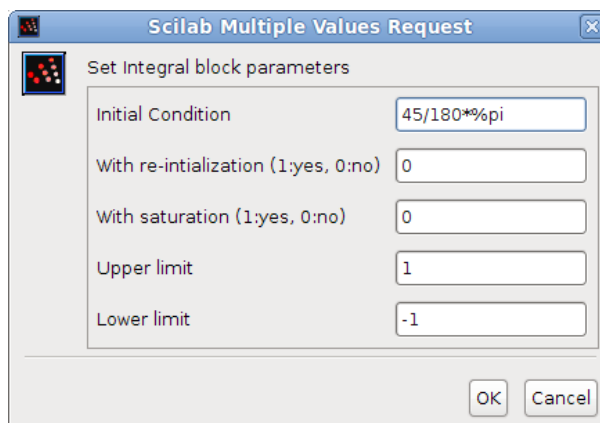 Scilab Multiple Values Request
Set Integral block parameters
Initial Condition 45/180*%pi
With re-intialization (1:yes, 0:no) 0
With saturation (1:yes, 0:no) 0
Upper limit 1
Lower limit -1
OK Cancel